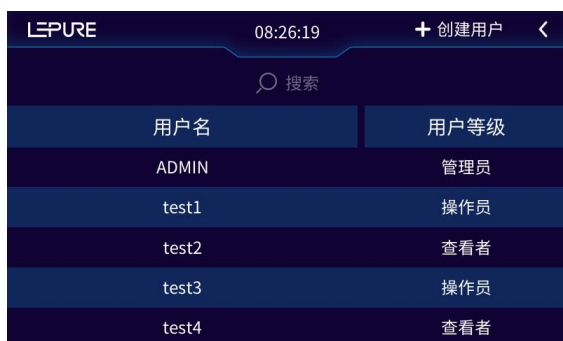 LEPURE 08:26:19 + 创建用户 <
搜索
用户名 用户等级
ADMIN 管理员
test1 操作员
test2 查看者
test3 操作员
test4 查看者